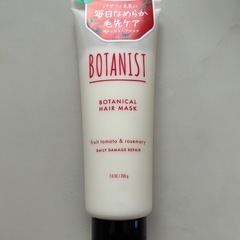 毎日なめらか
毛先ケア
BOTANIST
BOTANICAL
HAIR MASK
fruit tomato & rosemary
DAILY DAMAGE REPAIR